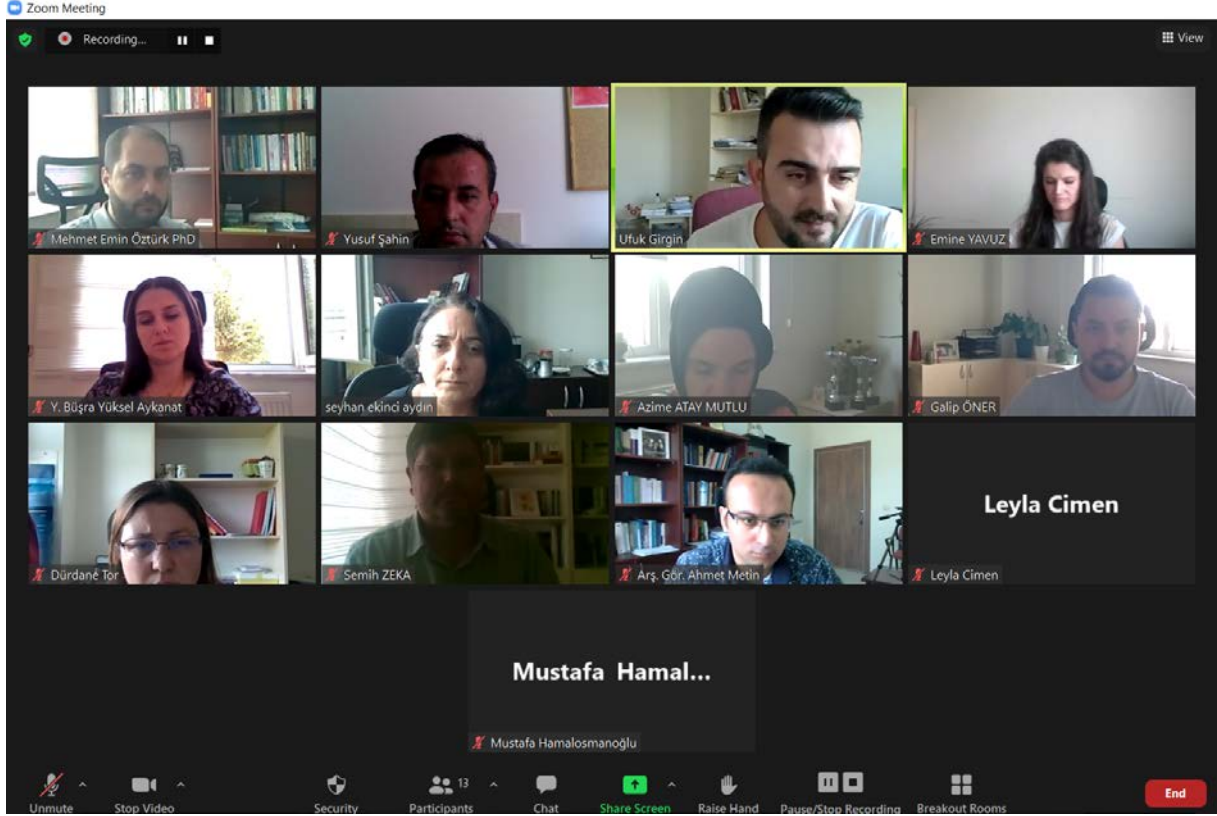 Zoom Meeting
Recording...
View
Mehmet Emin Öztürk PhD
Yusuf Şahin
Ufuk Girgin
Emine YAVUZ
Y. Büşra Yüksel Aykanat
seyhan ekinci aydın
Azime ATAY MUTLU
Galip ÖNER
Dürdane Tor
Semih ZEKA
Arş. Gör. Ahmet Metin
Leyla Cimen
Leyla Cimen
Mustafa Hamal...
Mustafa Hamalosmanoğlu
13
Unmute
Stop Video
Security
Participants
Chat
Share Screen
Raise Hand
Pause/Stop Recording
Breakout Rooms
End